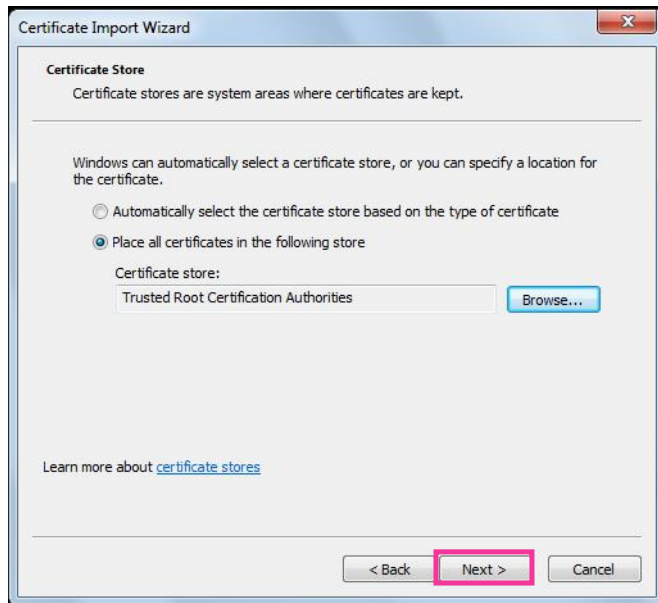 Certificate Import Wizard
X
Certificate Store
Certificate stores are system areas where certificates are kept.
Windows can automatically select a certificate store, or you can specify a location for
the certificate.
Automatically select the certificate store based on the type of certificate
Place all certificates in the following store
Certificate store:
Trusted Root Certification Authorities
Browse...
Learn more about certificate stores
< Back Next > Cancel